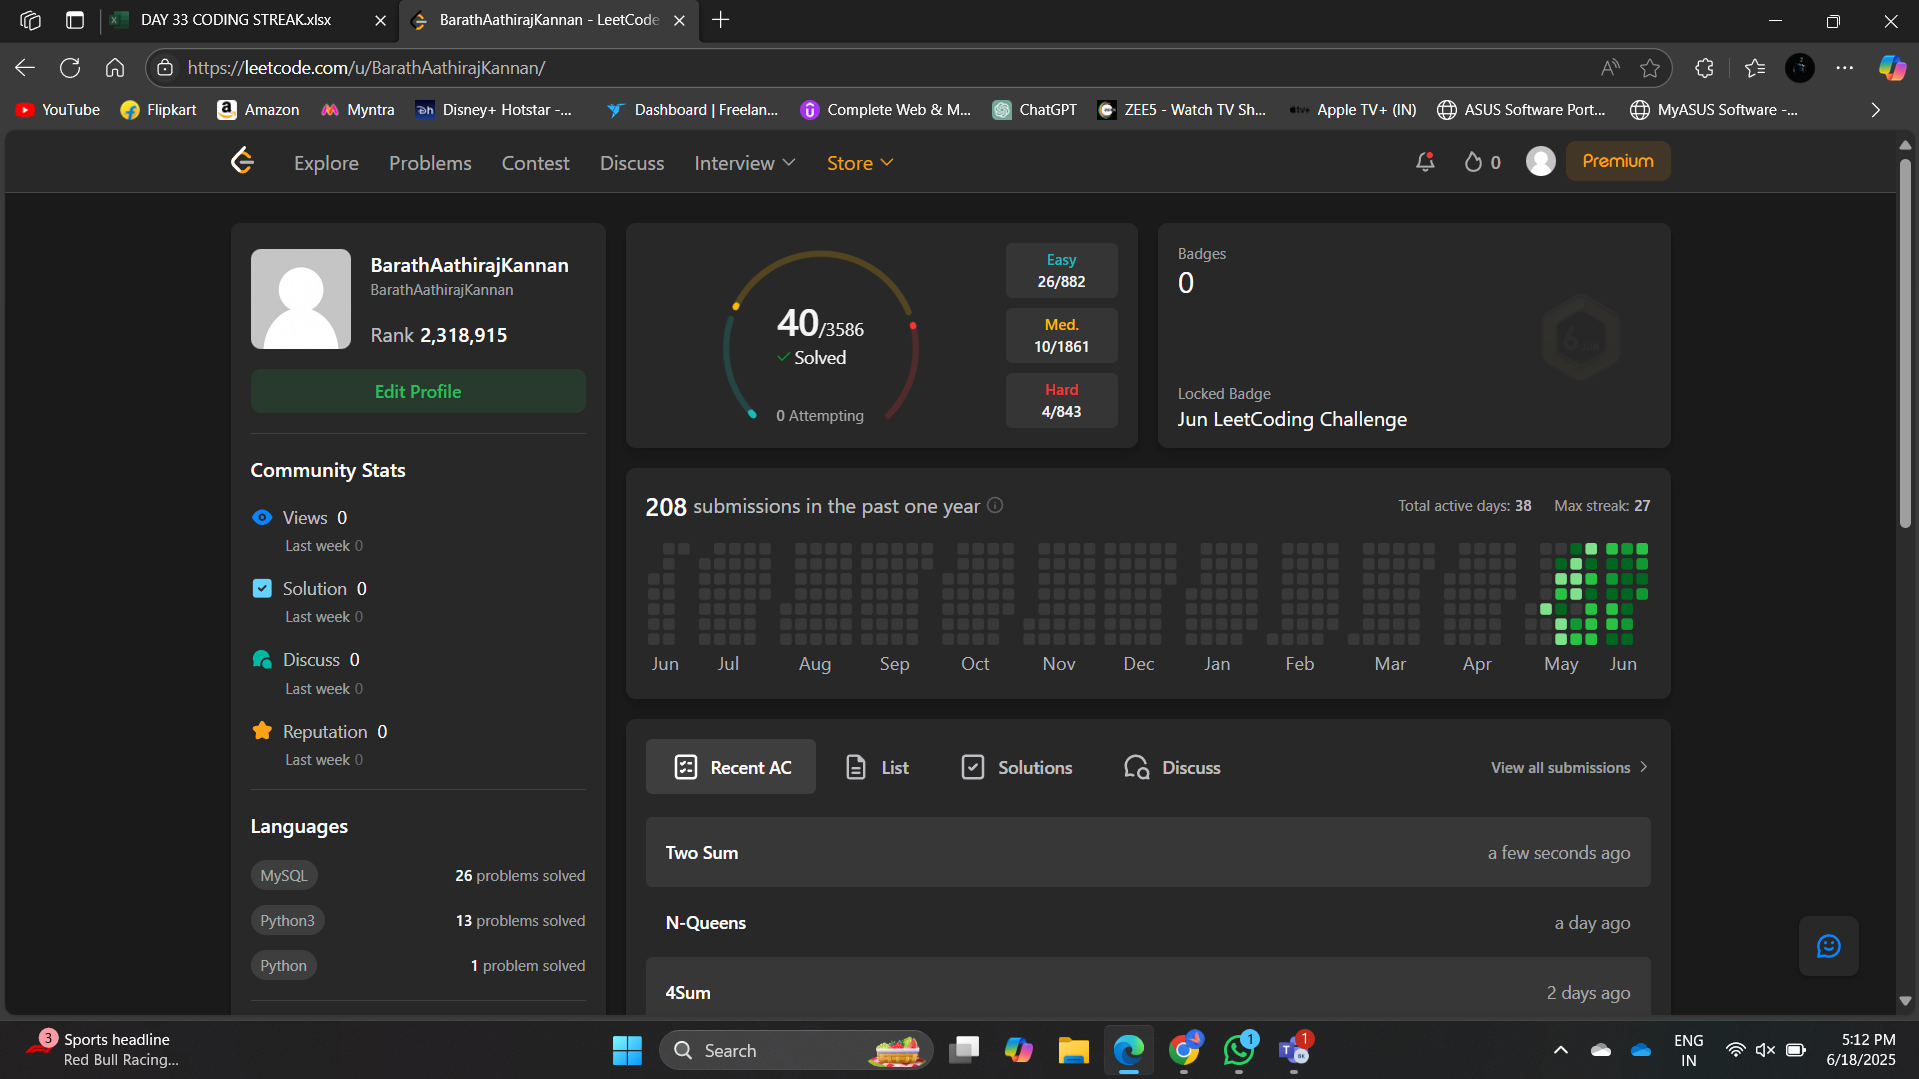 DAY 33 CODING STREAK.xlsx
BarathAathirajKannan - LeetCode
https://leetcode.com/u/BarathAathirajKannan/
YouTube Flipkart Amazon Myntra Disney+ Hotstar -... Dashboard | Freelan... Complete Web & M... ChatGPT ZEE5 - Watch TV Sh... Apple TV+ (IN) ASUS Software Port... MyASUS Software -...
Explore Problems Contest Discuss Interview Store 0 Premium
BarathAathirajKannan
BarathAathirajKannan
Rank 2,318,915
Edit Profile
Community Stats
Views 0
Last week 0
Solution 0
Last week 0
Discuss 0
Last week 0
Reputation 0
Last week 0
Languages
MySQL 26 problems solved
Python3 13 problems solved
Python 1 problem solved
40/3586
Solved
0 Attempting
Easy
26/882
Med.
10/1861
Hard
4/843
Badges
0
Locked Badge
Jun LeetCoding Challenge
208 submissions in the past one year Total active days: 38 Max streak: 27
Jun Jul Aug Sep Oct Nov Dec Jan Feb Mar Apr May Jun
Recent AC List Solutions Discuss View all submissions
Two Sum a few seconds ago
N-Queens a day ago
4Sum 2 days ago
3
Sports headline
Red Bull Racing...
Search
1
1
ENG
IN
5:12 PM
6/18/2025